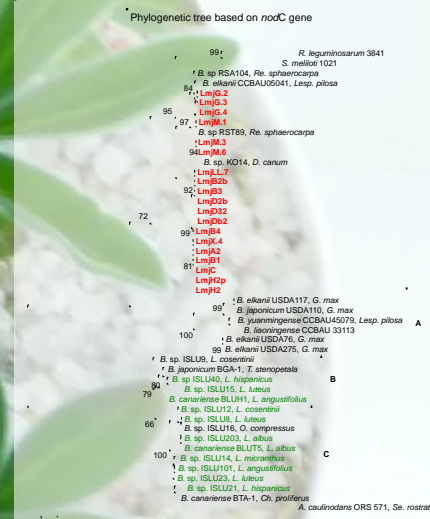 Phylogenetic tree based on nodC gene
99
R. leguminosarum 3841
S. meliloti 1021
B. sp RSA104, Re. sphaerocarpa
B. elkanii CCBAU05041, Lesp. pilosa
84
LmjG.2
LmjG.3
LmjG.4
95
LmjM.1
97
B. sp RST89, Re. sphaerocarpa
LmjM.3
94
LmjM.6
B. sp. KO14, D. canum
LmjLL.7
LmjB2b
92
LmjB3
LmjD2b
LmjD32
72
LmjDb2
99
LmjB4
LmjX.4
LmjA2
LmjB1
81
LmjC
LmjH2p
LmjH2
B. elkanii USDA117, G. max
99
B. japonicum USDA110, G. max
B. yuanmingense CCBAU45079, Lesp. pilosa
A
B. liaoningense CCBAU 33113
100
B. elkanii USDA76, G. max
99
B. elkanii USDA275, G. max
B. sp. ISLU9, L. cosentinii
B. japonicum BGA-1, T. stenopetala
B. sp ISLU40, L. hispanicus
B
80
B. sp. ISLU15, L. luteus
79
B. canariense BLUH1, L. angustifolius
B. sp. ISLU12, L. cosentinii
B. sp. ISLU8, L. luteus
66
B. sp. ISLU16, O. compressus
B. sp. ISLU203, L. albus
B. canariense BLUT5, L. albus
100
B. sp. ISLU14, L. micranthus
C
B. sp. ISLU101, L. angustifolius
B. sp. ISLU23, L. luteus
B. sp. ISLU21, L. hispanicus
B. canariense BTA-1, Ch. proliferus
A. caulinodans ORS 571, Se. rostrat